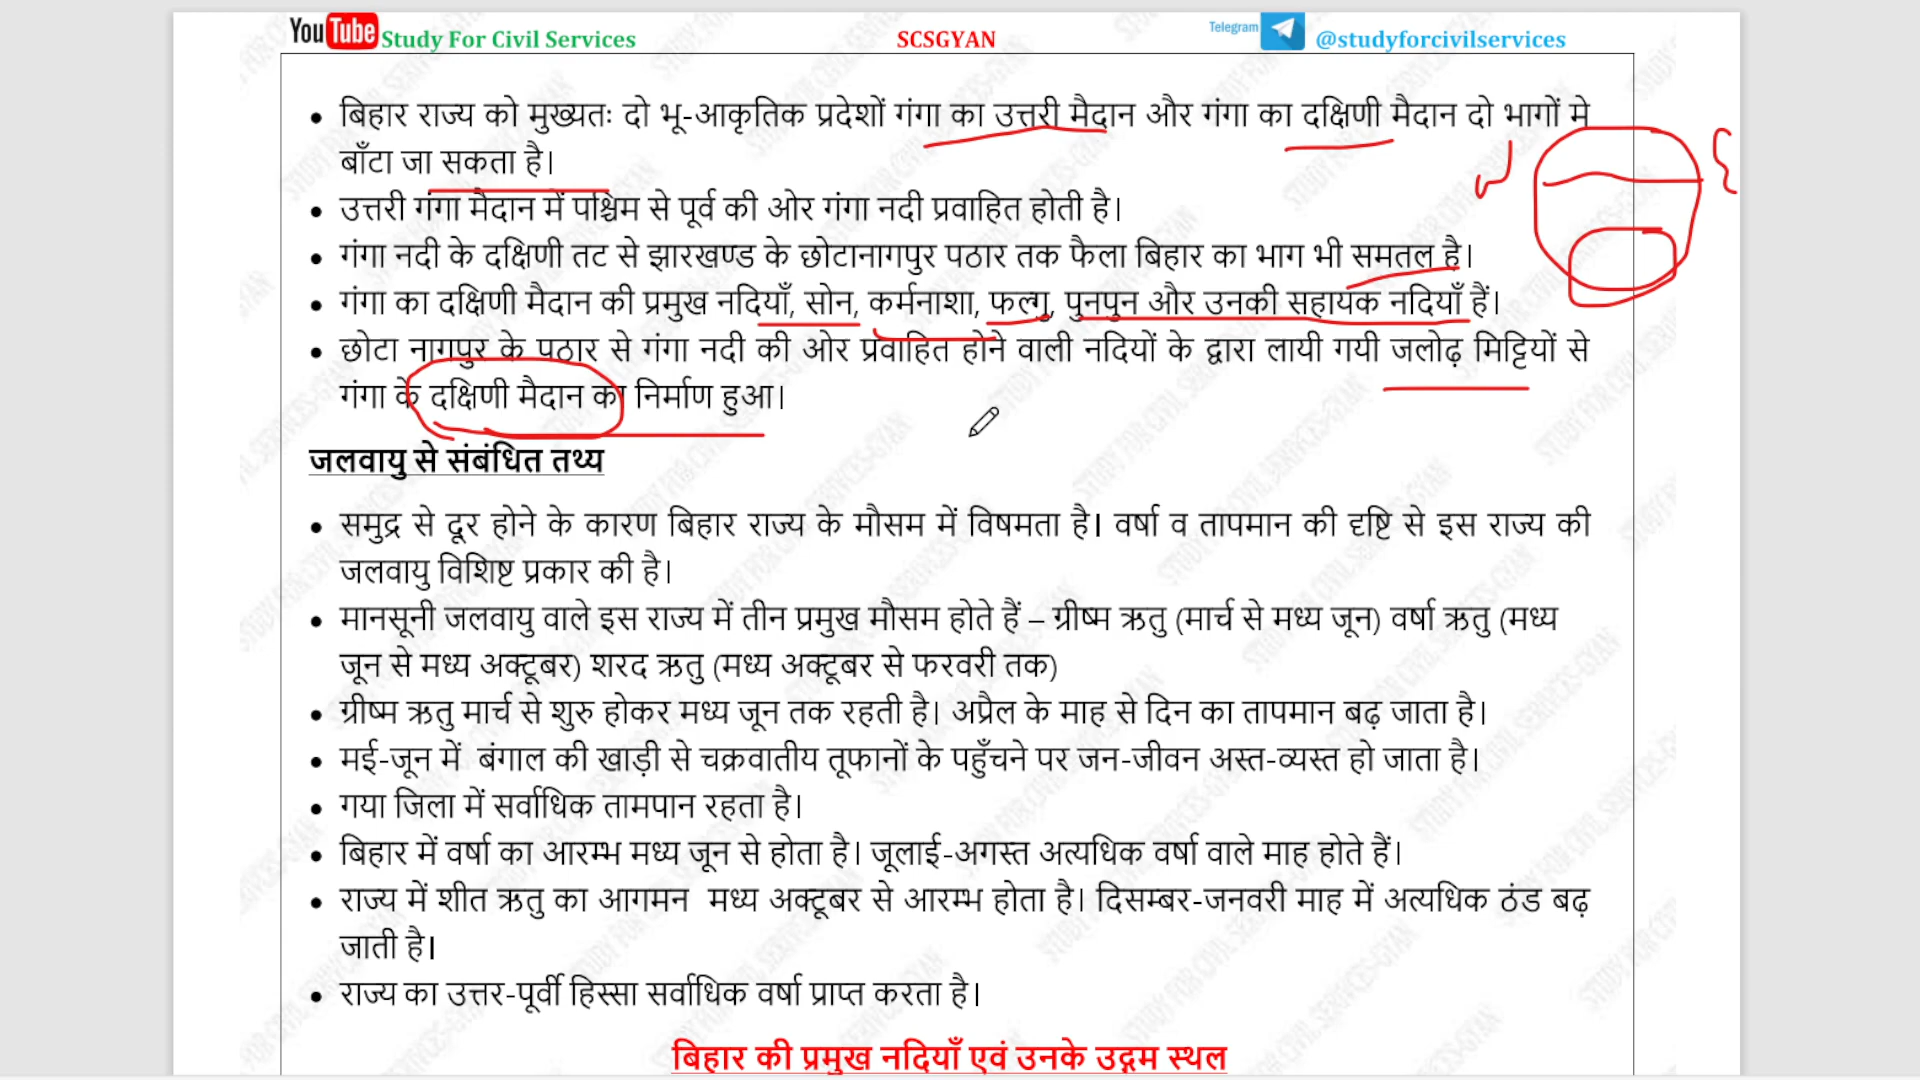 YouTube Study For Civil Services SCSGYAN Telegram @studyforcivilservices
• बिहार राज्य को मुख्यतः दो भू-आकृतिक प्रदेशों गंगा का उत्तरी मैदान और गंगा का दक्षिणी मैदान दो भागों मे
बाँटा जा सकता है।
• उत्तरी गंगा मैदान में पश्चिम से पूर्व की ओर गंगा नदी प्रवाहित होती है।
• गंगा नदी के दक्षिणी तट से झारखण्ड के छोटानागपुर पठार तक फैला बिहार का भाग भी समतल है।
• गंगा का दक्षिणी मैदान की प्रमुख नदियाँ, सोन, कर्मनाशा, फल्गु, पुनपुन और उनकी सहायक नदियाँ हैं।
• छोटा नागपुर के पठार से गंगा नदी की ओर प्रवाहित होने वाली नदियों के द्वारा लायी गयी जलोढ़ मिट्टियों से
गंगा के दक्षिणी मैदान का निर्माण हुआ।
जलवायु से संबंधित तथ्य
• समुद्र से दूर होने के कारण बिहार राज्य के मौसम में विषमता है। वर्षा व तापमान की दृष्टि से इस राज्य की
जलवायु विशिष्ट प्रकार की है।
• मानसूनी जलवायु वाले इस राज्य में तीन प्रमुख मौसम होते हैं – ग्रीष्म ऋतु (मार्च से मध्य जून) वर्षा ऋतु (मध्य
जून से मध्य अक्टूबर) शरद ऋतु (मध्य अक्टूबर से फरवरी तक)
• ग्रीष्म ऋतु मार्च से शुरु होकर मध्य जून तक रहती है। अप्रैल के माह से दिन का तापमान बढ़ जाता है।
• मई-जून में बंगाल की खाड़ी से चक्रवातीय तूफानों के पहुँचने पर जन-जीवन अस्त-व्यस्त हो जाता है।
• गया जिला में सर्वाधिक तामपान रहता है।
• बिहार में वर्षा का आरम्भ मध्य जून से होता है। जूलाई-अगस्त अत्यधिक वर्षा वाले माह होते हैं।
• राज्य में शीत ऋतु का आगमन मध्य अक्टूबर से आरम्भ होता है। दिसम्बर-जनवरी माह में अत्यधिक ठंड बढ़
जाती है।
• राज्य का उत्तर-पूर्वी हिस्सा सर्वाधिक वर्षा प्राप्त करता है।
बिहार की प्रमुख नदियाँ एवं उनके उद्गम स्थल